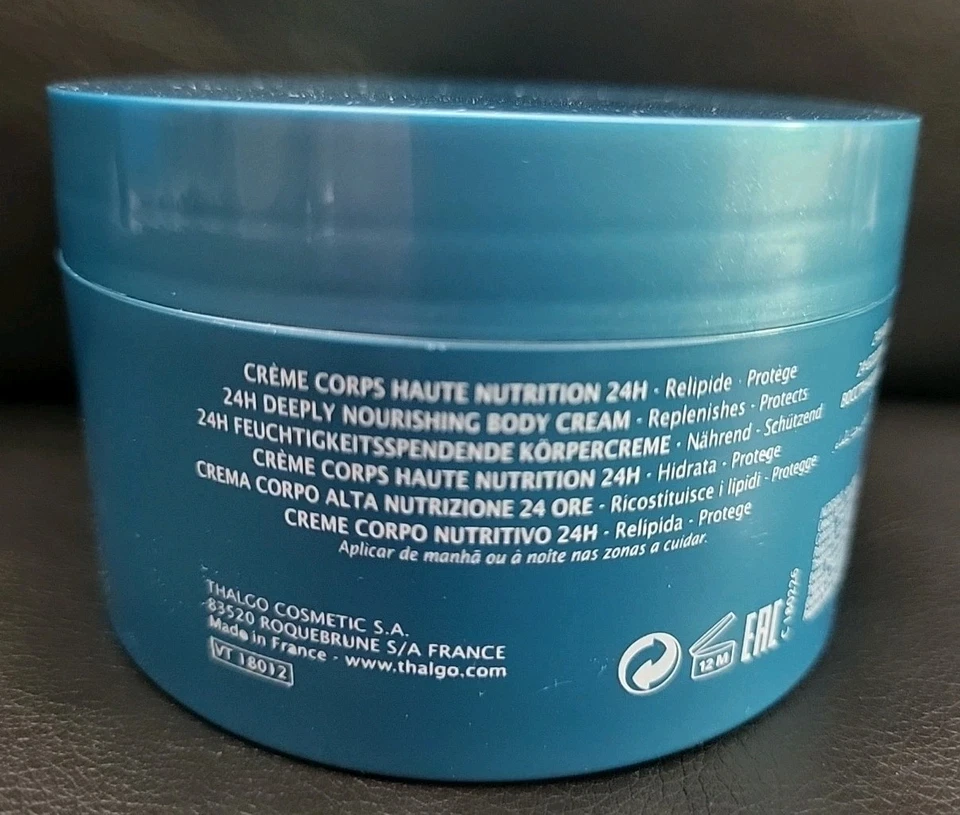 CRÈME CORPS HAUTE NUTRITION 24H · Relipide · Protège
24H DEEPLY NOURISHING BODY CREAM · Replenishes · Protects
24H FEUCHTIGKEITSSPENDENDE KÖRPERCREME · Nährend · Schützend
CRÈME CORPS HAUTE NUTRITION 24H · Hidrata · Protege
CREMA CORPO ALTA NUTRIZIONE 24 ORE · Ricostituisce i lipidi · Protegge
CREME CORPO NUTRITIVO 24H · Relipida · Protege
Aplicar de manhã ou à noite nas zonas a cuidar.
THALGO COSMETIC S.A.
83520 ROQUEBRUNE S/A FRANCE
Made in France · www.thalgo.com
VT 18012
12 M
EAC
C 180226